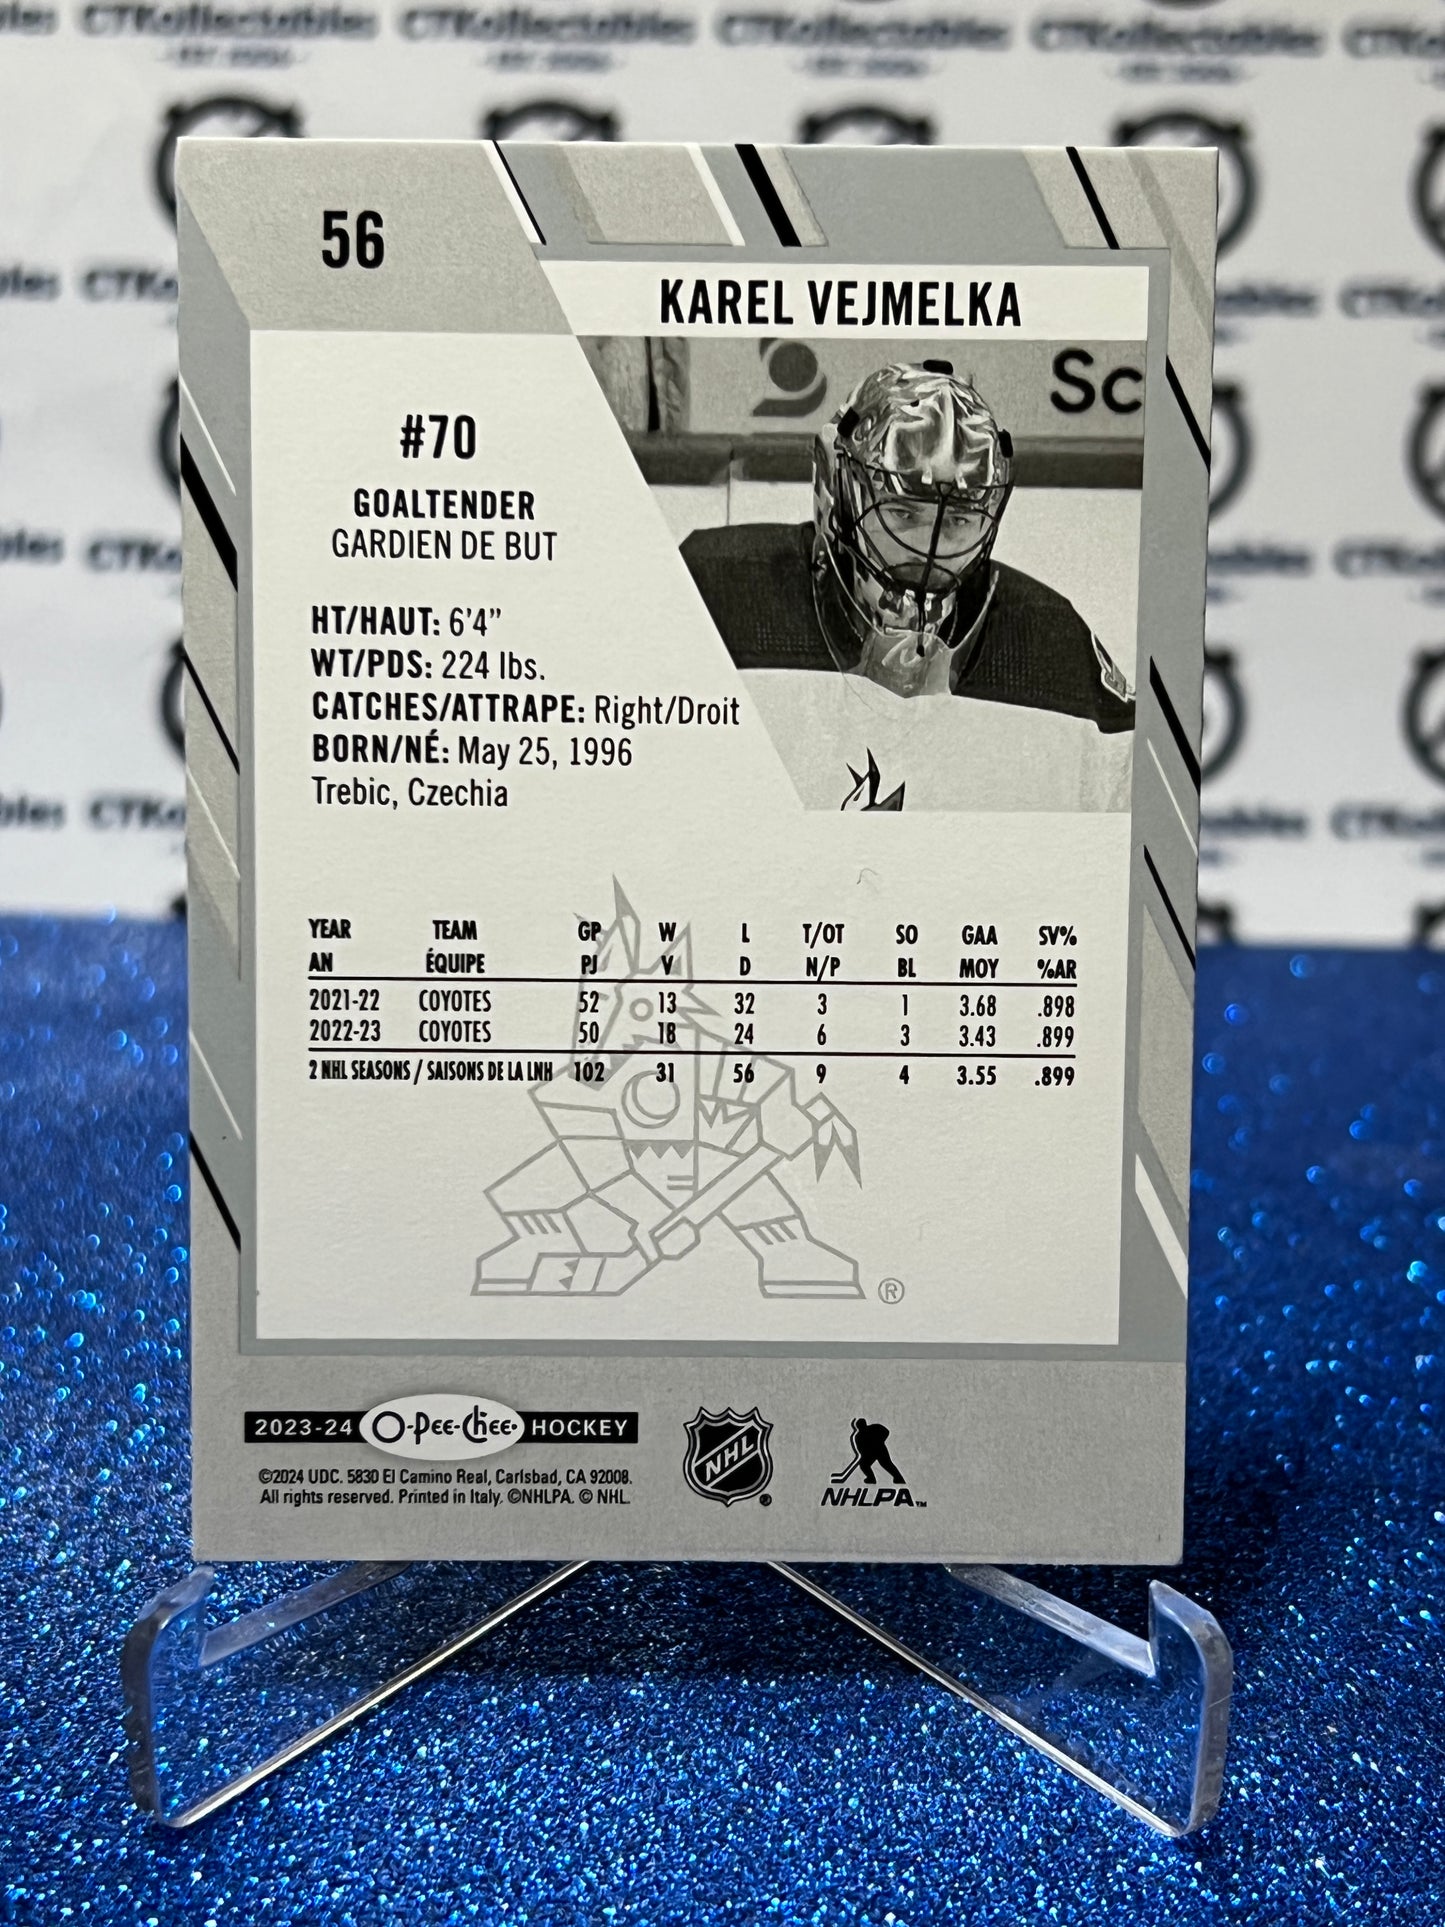 CTKollectables CTKollectables CTKollectables
56
KAREL VEJMELKA
Sc
#70
GOALTENDER
GARDIEN DE BUT
HT/HAUT: 6'4"
WT/PDS: 224 lbs.
CATCHES/ATTRAPE: Right/Droit
BORN/NÉ: May 25, 1996
Trebic, Czechia
YEAR TEAM GP W L T/OT SO GAA SV%
AN ÉQUIPE PJ V D N/P BL MOY %AR
2021-22 COYOTES 52 13 32 3 1 3.68 .898
2022-23 COYOTES 50 18 24 6 3 3.43 .899
2 NHL SEASONS / SAISONS DE LA LNH 102 31 56 9 4 3.55 .899
®
2023-24 O-Pee-Chee HOCKEY
©2024 UDC. 5830 El Camino Real, Carlsbad, CA 92008.
All rights reserved. Printed in Italy. ©NHLPA. © NHL.
NHL ®
NHLPA™